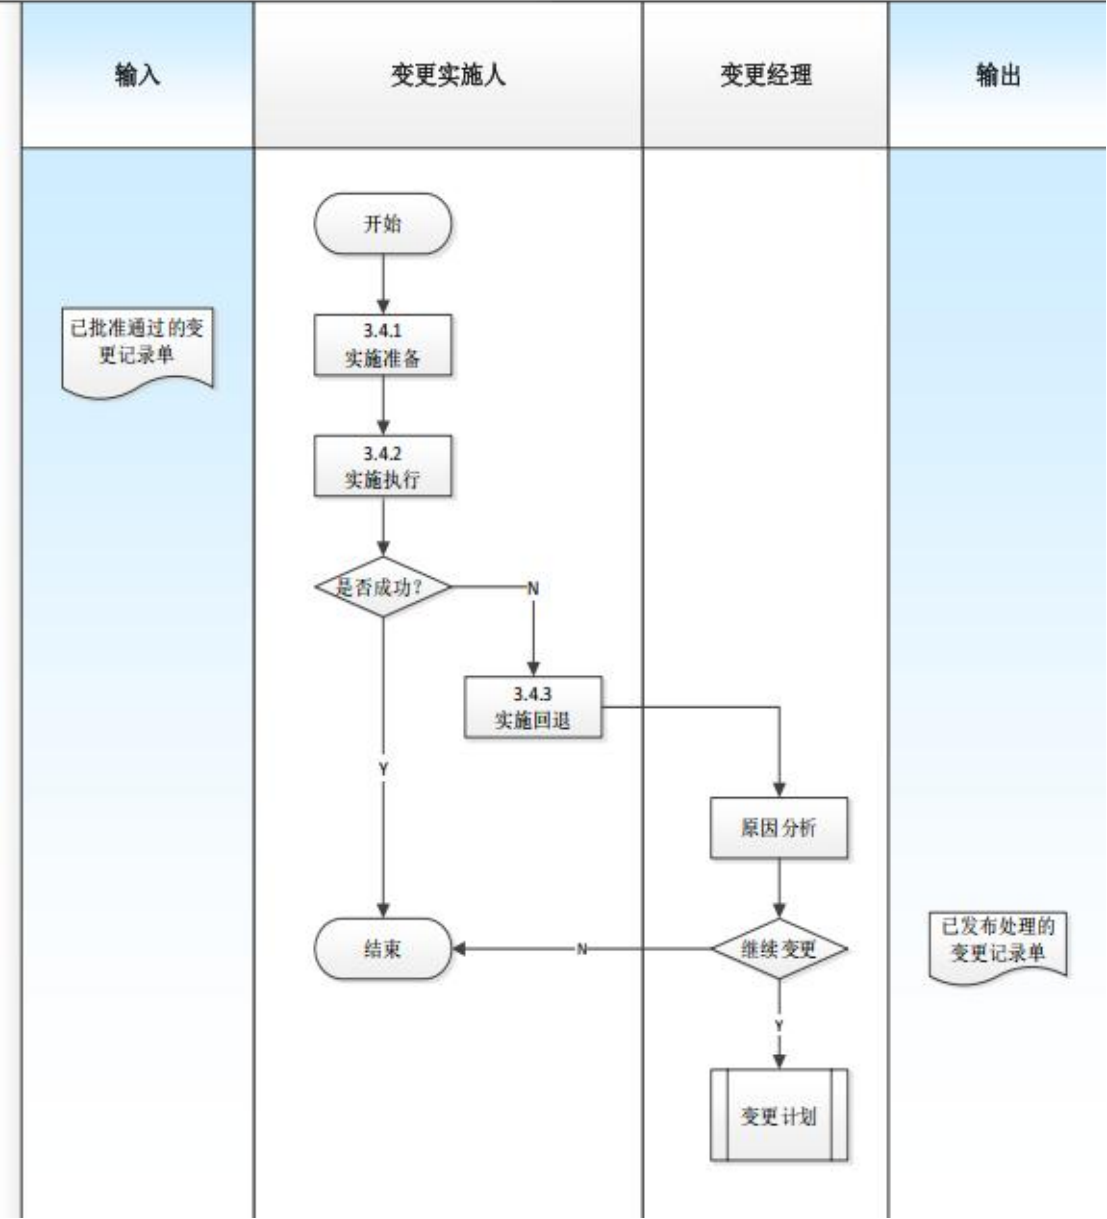 输入
变更实施人
变更经理
输出
开始
已批准通过的变
更记录单
3.4.1
实施准备
3.4.2
实施执行
是否成功?
N
3.4.3
实施回退
Y
原因分析
结束
N
继续变更
已发布处理的
变更记录单
Y
变更计划